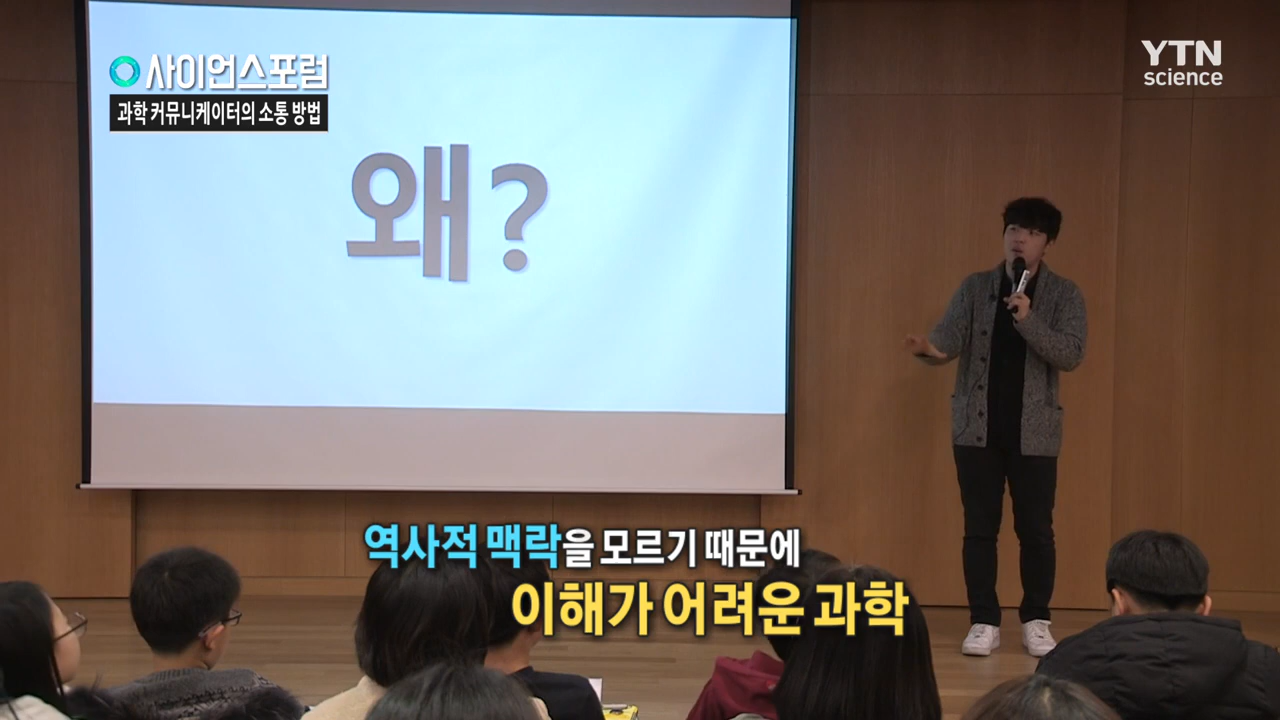 사이언스포럼
과학 커뮤니케이터의 소통 방법
YTN
science
왜?
역사적 맥락을 모르기 때문에
이해가 어려운 과학